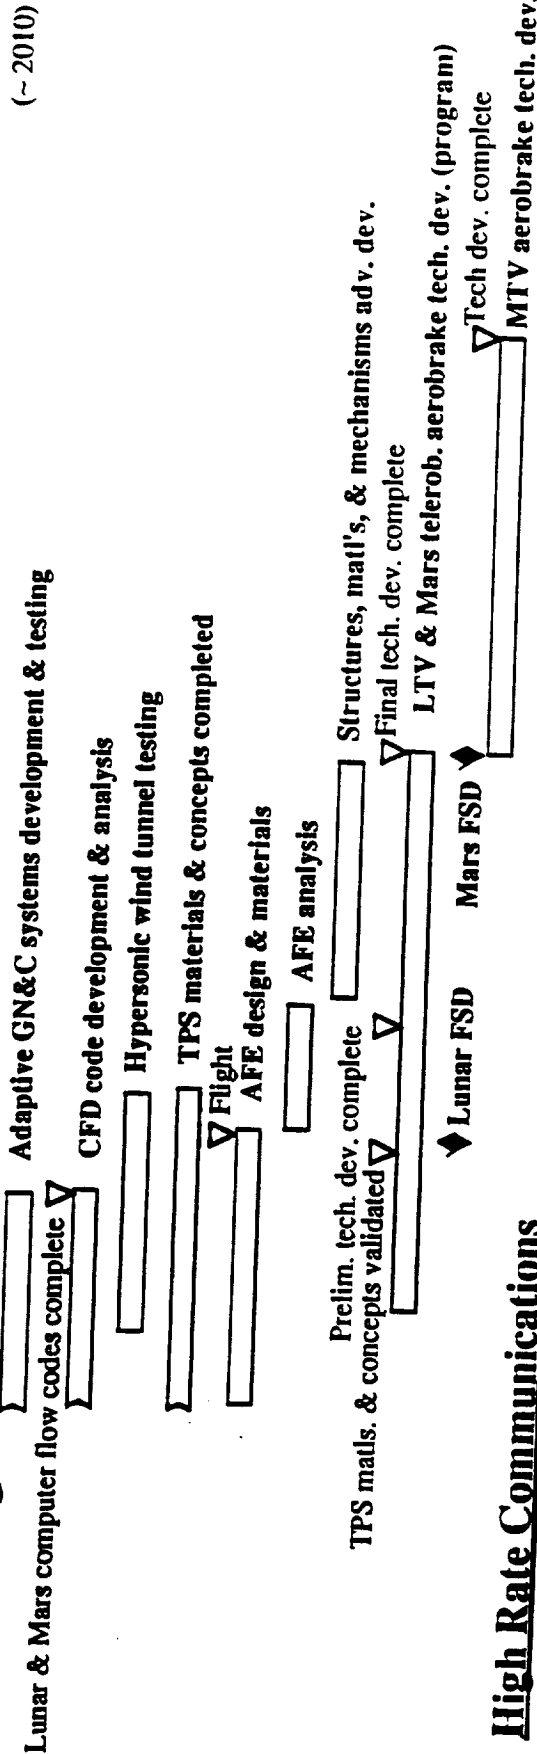 (~ 2010)
Adaptive GN&C systems development & testing
Lunar & Mars computer flow codes complete
CFD code development & analysis
Hypersonic wind tunnel testing
TPS materials & concepts completed
Flight
AFE design & materials
AFE analysis
Structures, matl's, & mechanisms adv. dev.
Prelim. tech. dev. complete
Final tech. dev. complete
TPS matls. & concepts validated
LTV & Mars telerob. aerobrake tech. dev. (program)
Lunar FSD
Mars FSD
Tech dev. complete
MTV aerobrake tech. dev.
High Rate Communications